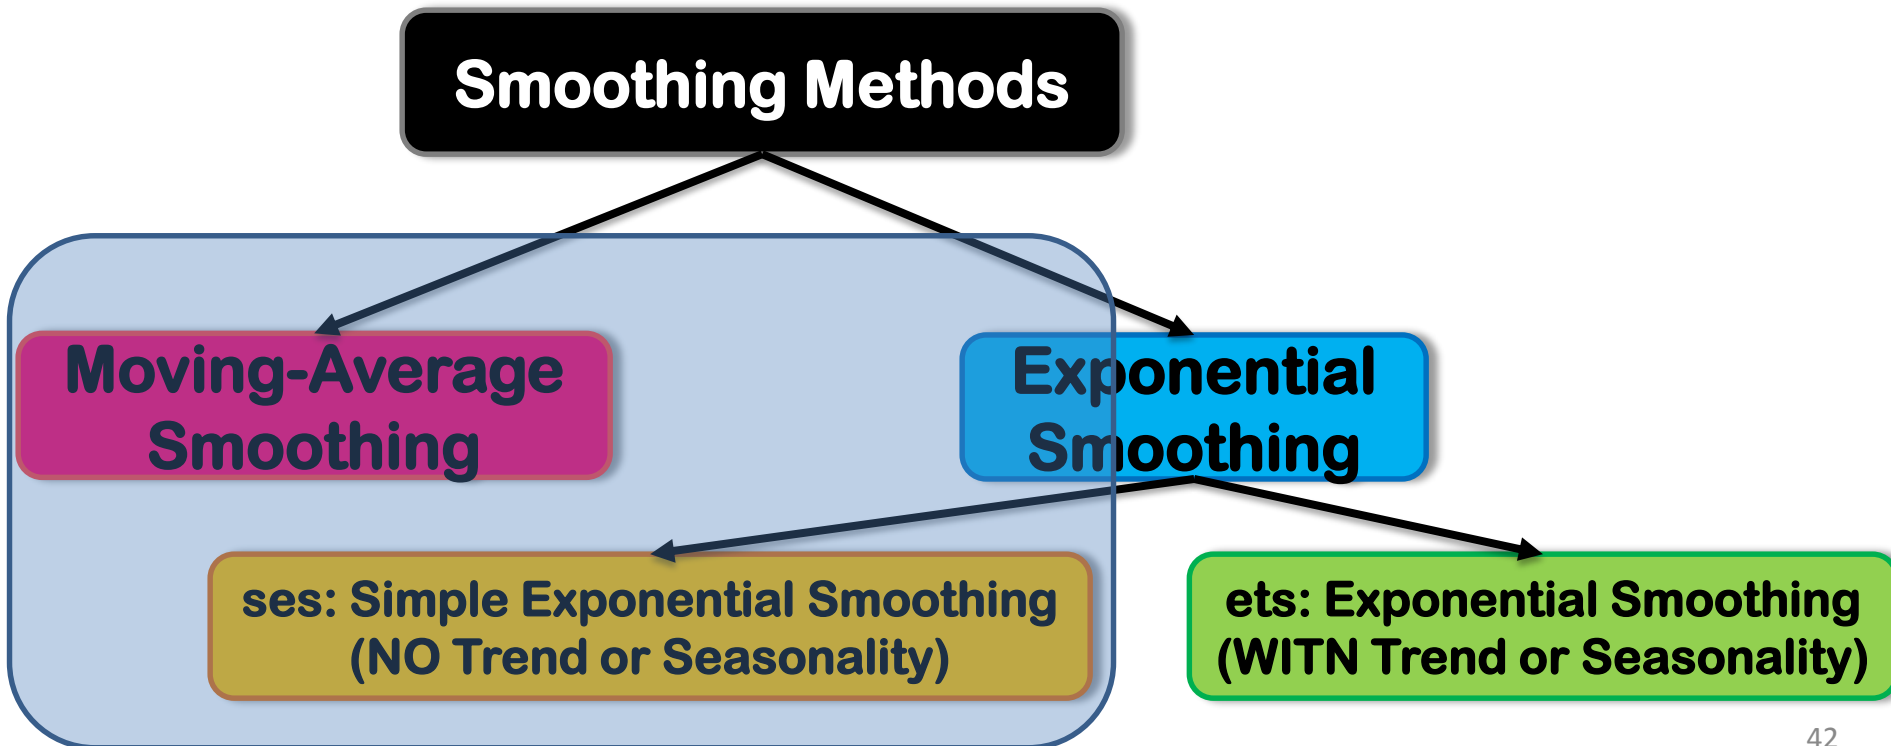 Smoothing Methods
Moving-Average
Smoothing
Exponential
Smoothing
ses: Simple Exponential Smoothing
(NO Trend or Seasonality)
ets: Exponential Smoothing
(WITN Trend or Seasonality)
42